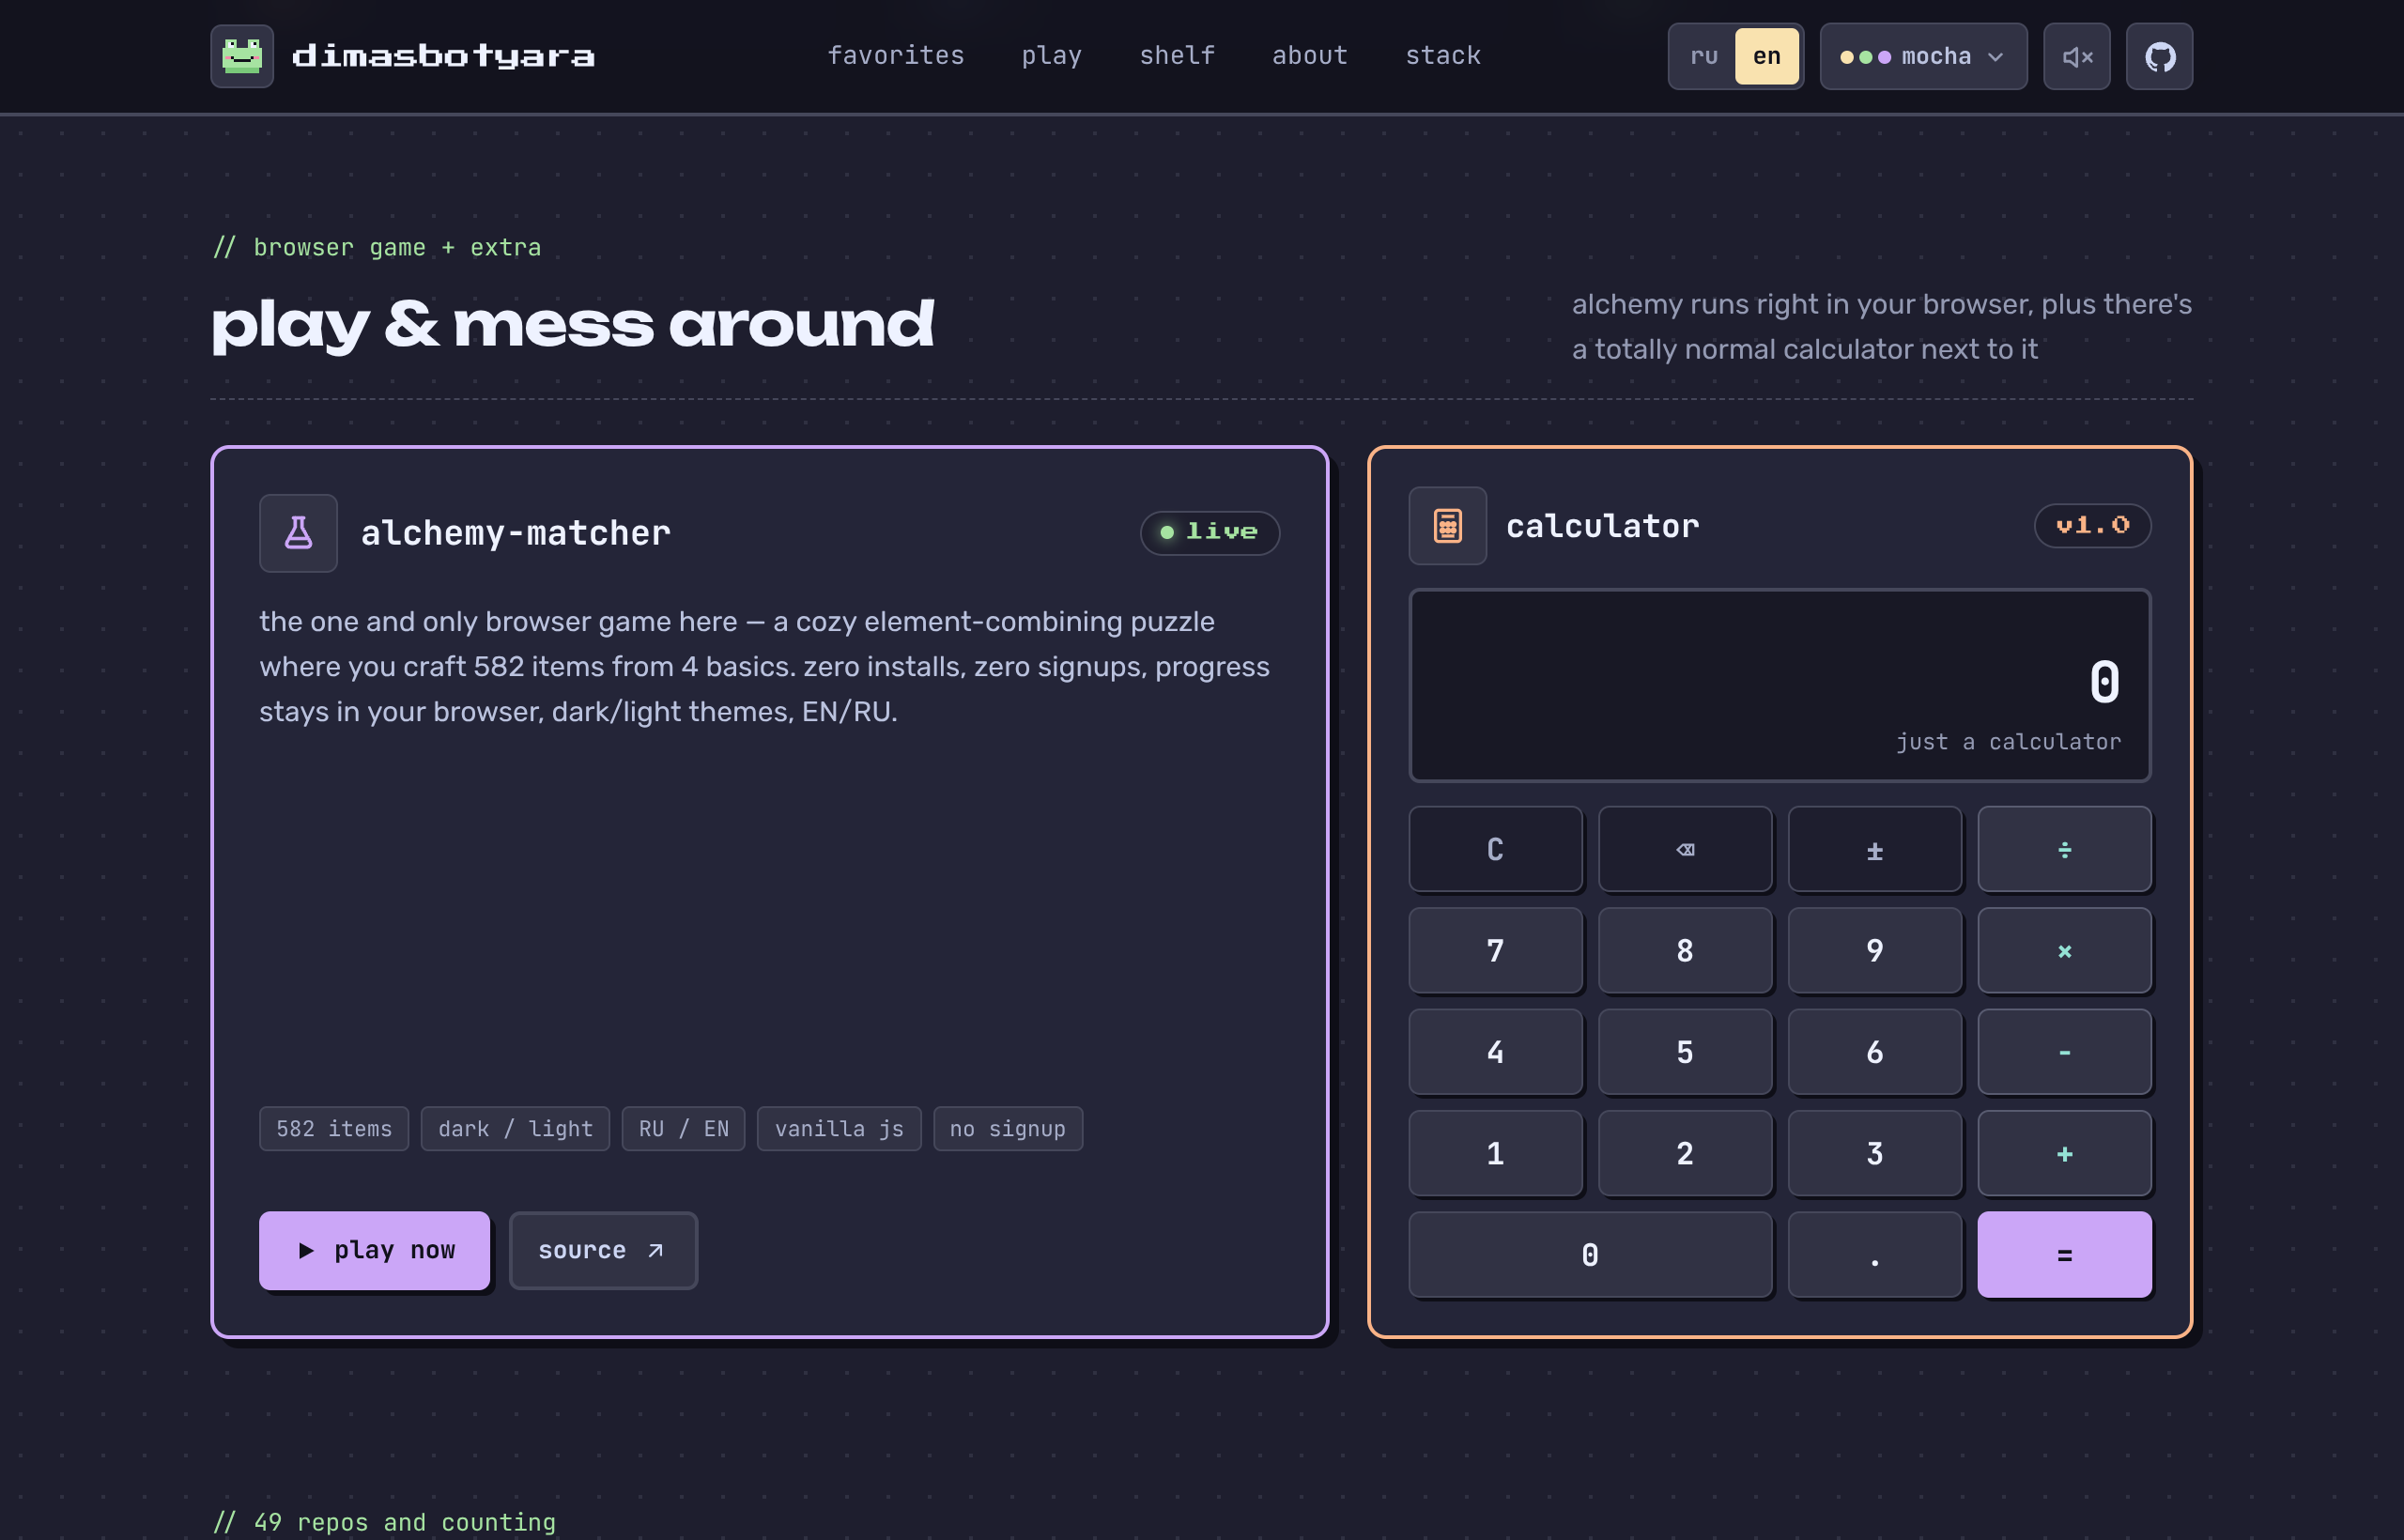 dimasbotyara
favorites
play
shelf
about
stack
ru
en
mocha
// browser game + extra
play & mess around
alchemy runs right in your browser, plus there's
a totally normal calculator next to it
alchemy-matcher
live
the one and only browser game here — a cozy element-combining puzzle
where you craft 582 items from 4 basics. zero installs, zero signups, progress
stays in your browser, dark/light themes, EN/RU.
582 items
dark / light
RU / EN
vanilla js
no signup
▶ play now
source ↗
calculator
v1.0
0
just a calculator
C ⌫ ± ÷
7 8 9 ×
4 5 6 -
1 2 3 +
0 . =
// 49 repos and counting